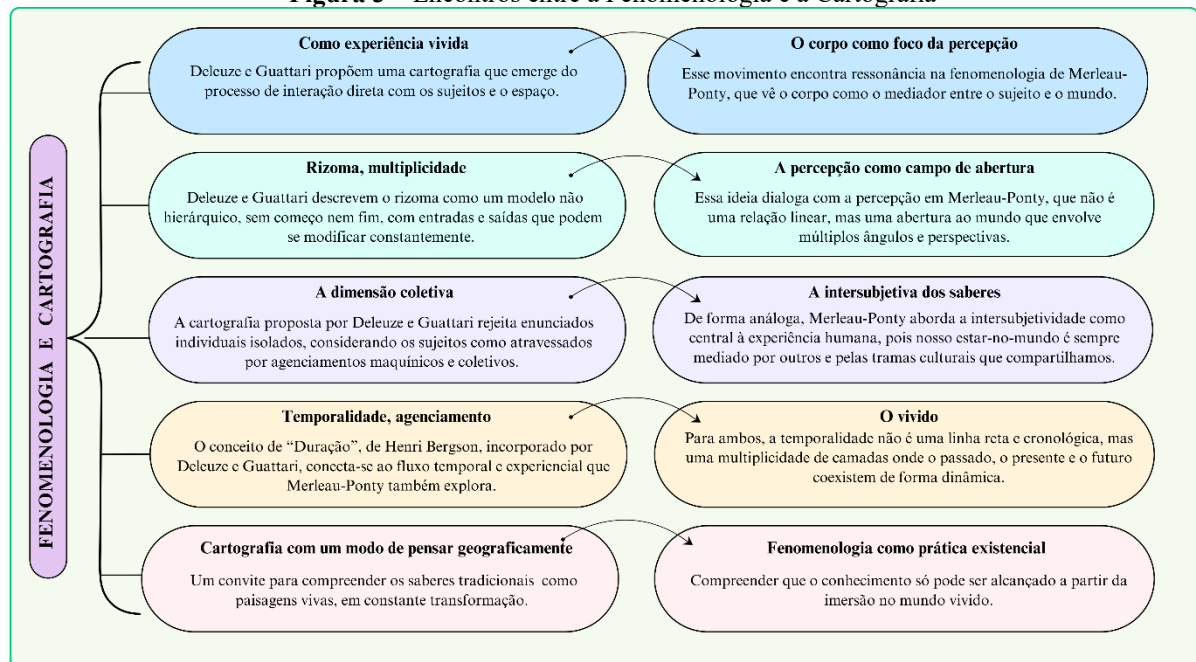 Figura 3 – Encontros entre a Fenomenologia e a Cartografia
FENOMENOLOGIA E CARTOGRAFIA
Como experiência vivida
Deleuze e Guattari propõem uma cartografia que emerge do
processo de interação direta com os sujeitos e o espaço.
O corpo como foco da percepção
Esse movimento encontra ressonância na fenomenologia de Merleau-
Ponty, que vê o corpo como o mediador entre o sujeito e o mundo.
Rizoma, multiplicidade
Deleuze e Guattari descrevem o rizoma como um modelo não
hierárquico, sem começo nem fim, com entradas e saídas que podem
se modificar constantemente.
A percepção como campo de abertura
Essa ideia dialoga com a percepção em Merleau-Ponty, que não é
uma relação linear, mas uma abertura ao mundo que envolve
múltiplos ângulos e perspectivas.
A dimensão coletiva
A cartografia proposta por Deleuze e Guattari rejeita enunciados
individuais isolados, considerando os sujeitos como atravessados
por agenciamentos maquínicos e coletivos.
A intersubjetiva dos saberes
De forma análoga, Merleau-Ponty aborda a intersubjetividade como
central à experiência humana, pois nosso estar-no-mundo é sempre
mediado por outros e pelas tramas culturais que compartilhamos.
Temporalidade, agenciamento
O conceito de “Duração”, de Henri Bergson, incorporado por
Deleuze e Guattari, conecta-se ao fluxo temporal e experiencial que
Merleau-Ponty também explora.
O vivido
Para ambos, a temporalidade não é uma linha reta e cronológica, mas
uma multiplicidade de camadas onde o passado, o presente e o futuro
coexistem de forma dinâmica.
Cartografia com um modo de pensar geograficamente
Um convite para compreender os saberes tradicionais como
paisagens vivas, em constante transformação.
Fenomenologia como prática existencial
Compreender que o conhecimento só pode ser alcançado a partir da
imersão no mundo vivido.